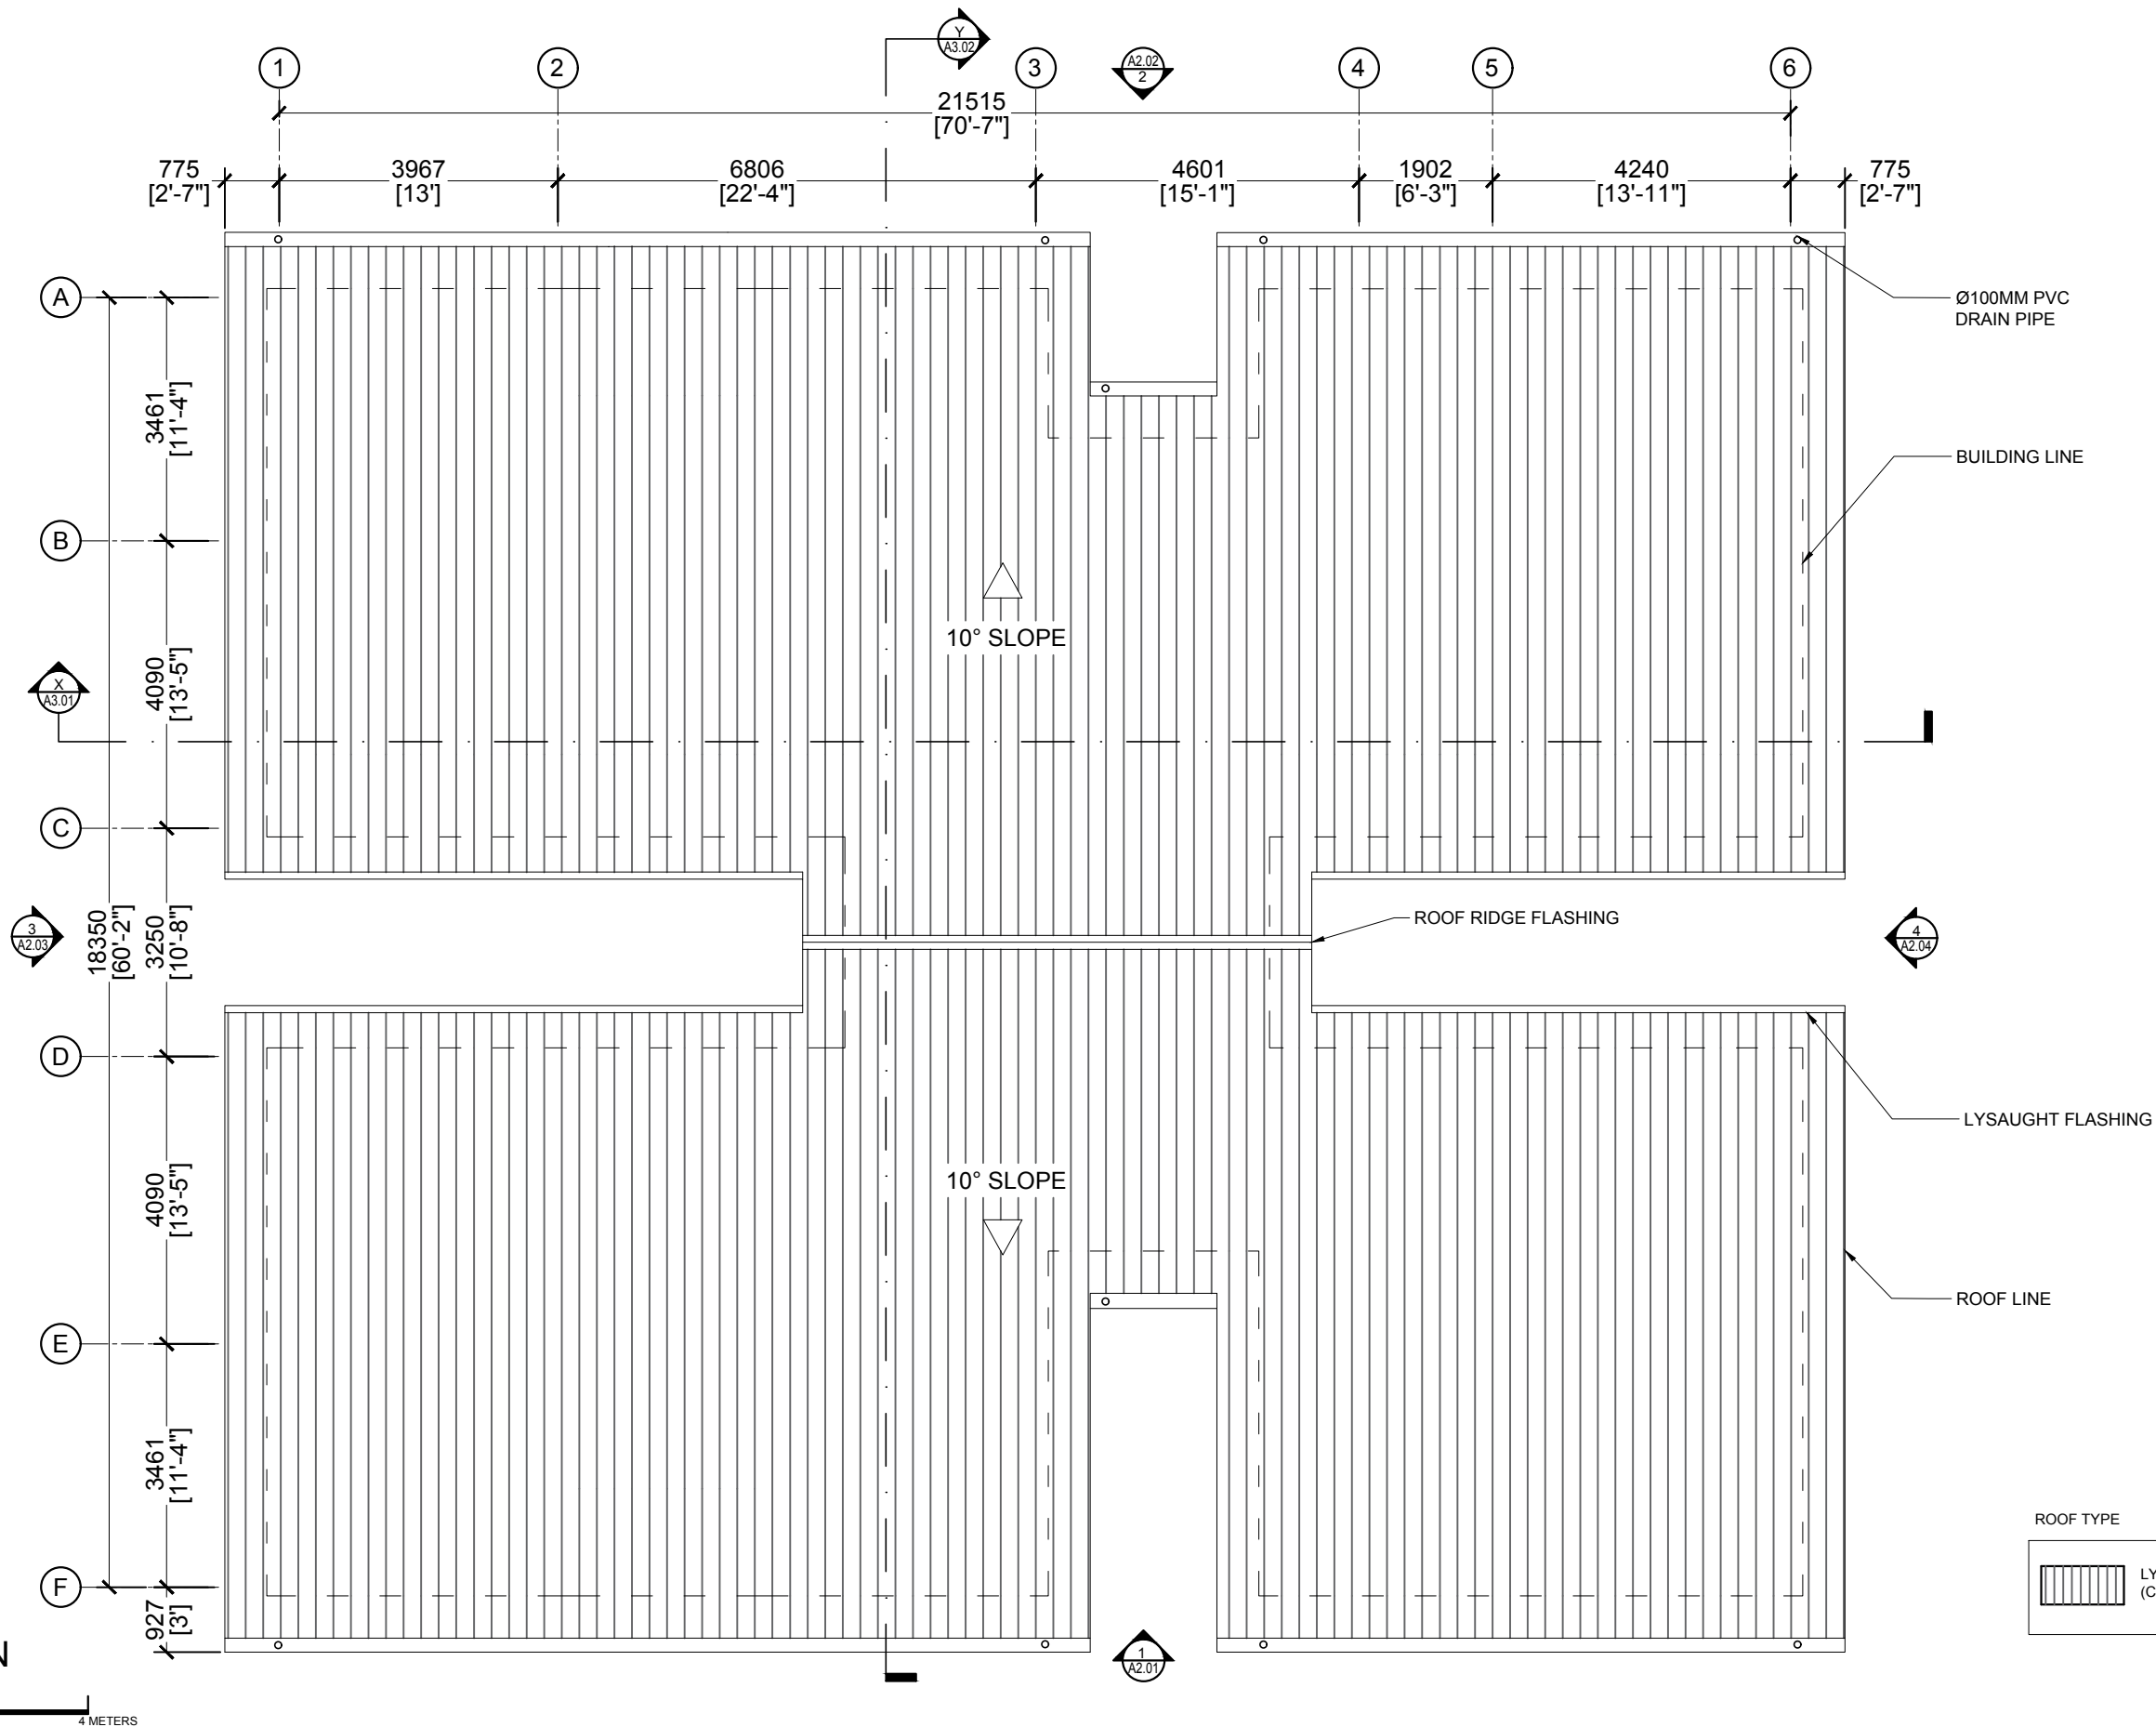 Y
A3.02
1
2
3
A2.02
2
4
5
6
21515
[70'-7"]
775
[2'-7"]
3967
[13']
6806
[22'-4"]
4601
[15'-1"]
1902
[6'-3"]
4240
[13'-11"]
775
[2'-7"]
A
Ø100MM PVC
DRAIN PIPE
3461
[11'-4"]
BUILDING LINE
B
10° SLOPE
4090
[13'-5"]
X
A3.01
C
18350
[60'-2"]
3250
[10'-8"]
3
A2.03
ROOF RIDGE FLASHING
4
A2.04
D
LYSAUGHT FLASHING
4090
[13'-5"]
10° SLOPE
ROOF LINE
E
3461
[11'-4"]
ROOF TYPE
F
927
[3']
1
A2.01
N
4 METERS